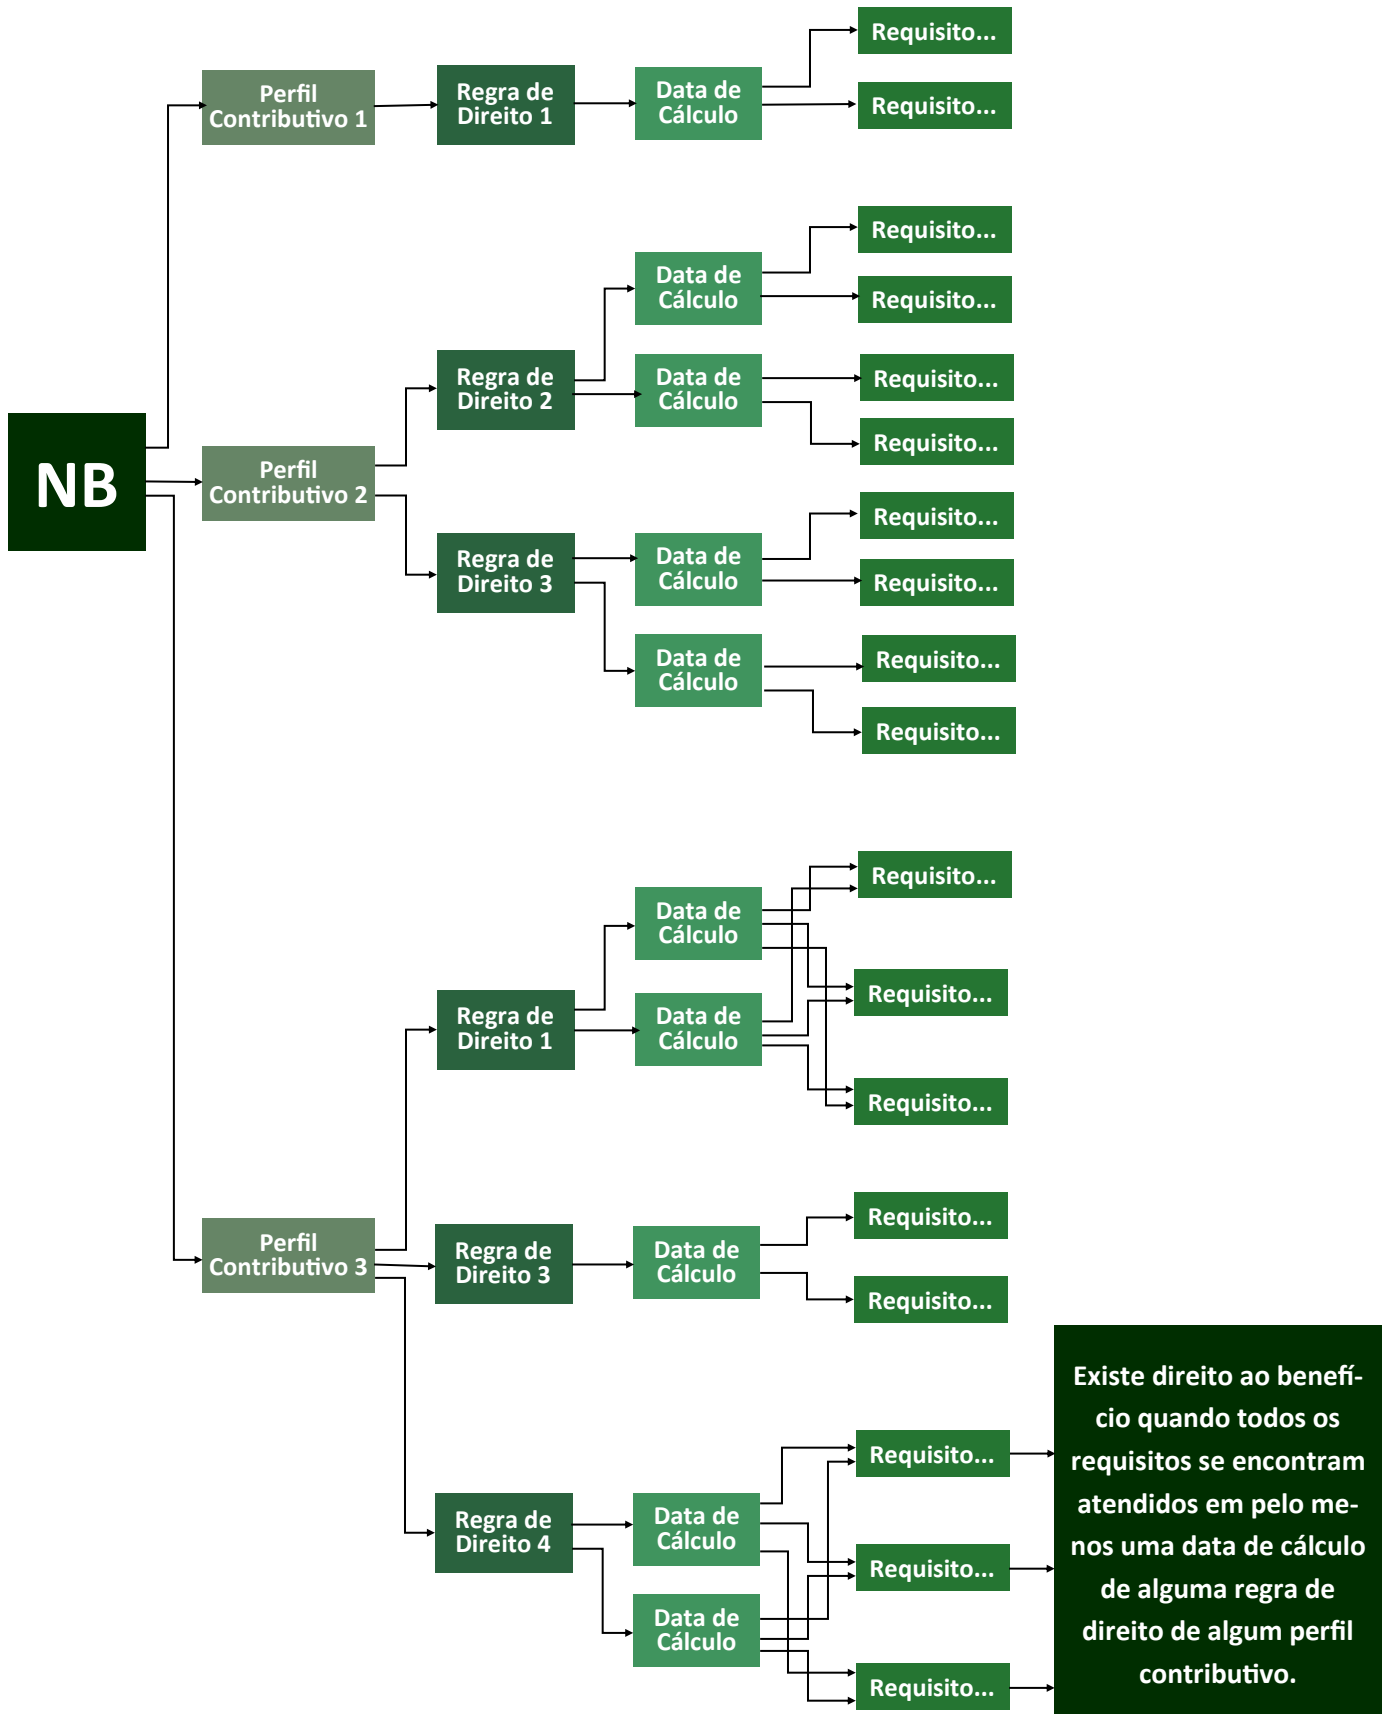 NB
Perfil
Contributivo 1
Regra de
Direito 1
Data de
Cálculo
Requisito...
Requisito...
Perfil
Contributivo 2
Regra de
Direito 2
Data de
Cálculo
Requisito...
Requisito...
Data de
Cálculo
Requisito...
Requisito...
Regra de
Direito 3
Data de
Cálculo
Requisito...
Requisito...
Data de
Cálculo
Requisito...
Requisito...
Perfil
Contributivo 3
Regra de
Direito 1
Data de
Cálculo
Data de
Cálculo
Requisito...
Requisito...
Requisito...
Regra de
Direito 3
Data de
Cálculo
Requisito...
Requisito...
Regra de
Direito 4
Data de
Cálculo
Data de
Cálculo
Requisito...
Requisito...
Requisito...
Existe direito ao benefí-
cio quando todos os
requisitos se encontram
atendidos em pelo me-
nos uma data de cálculo
de alguma regra de
direito de algum perfil
contributivo.